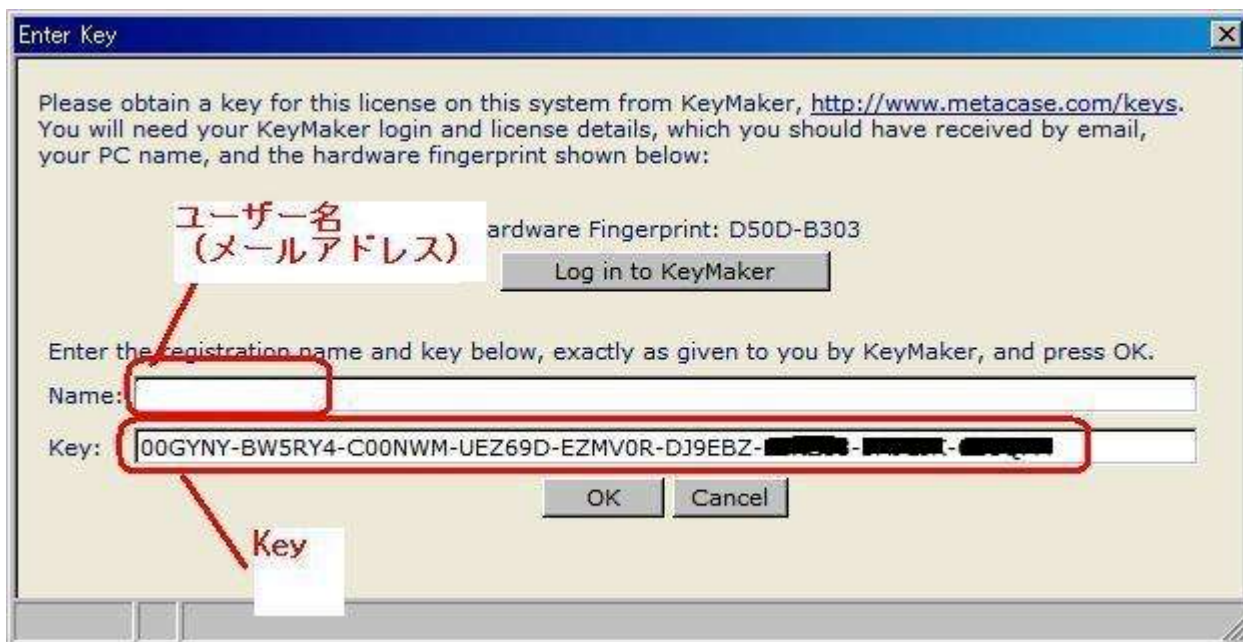 Enter Key
Please obtain a key for this license on this system from KeyMaker, http://www.metacase.com/keys.
You will need your KeyMaker login and license details, which you should have received by email,
your PC name, and the hardware fingerprint shown below:
ユーザー名
(メールアドレス)
ardware Fingerprint: D50D-B303
Log in to KeyMaker
Enter the registration name and key below, exactly as given to you by KeyMaker, and press OK.
Name:
Key: 00GYNY-BW5RY4-C00NWM-UEZ69D-EZMV0R-DJ9EBZ-
OK Cancel
Key